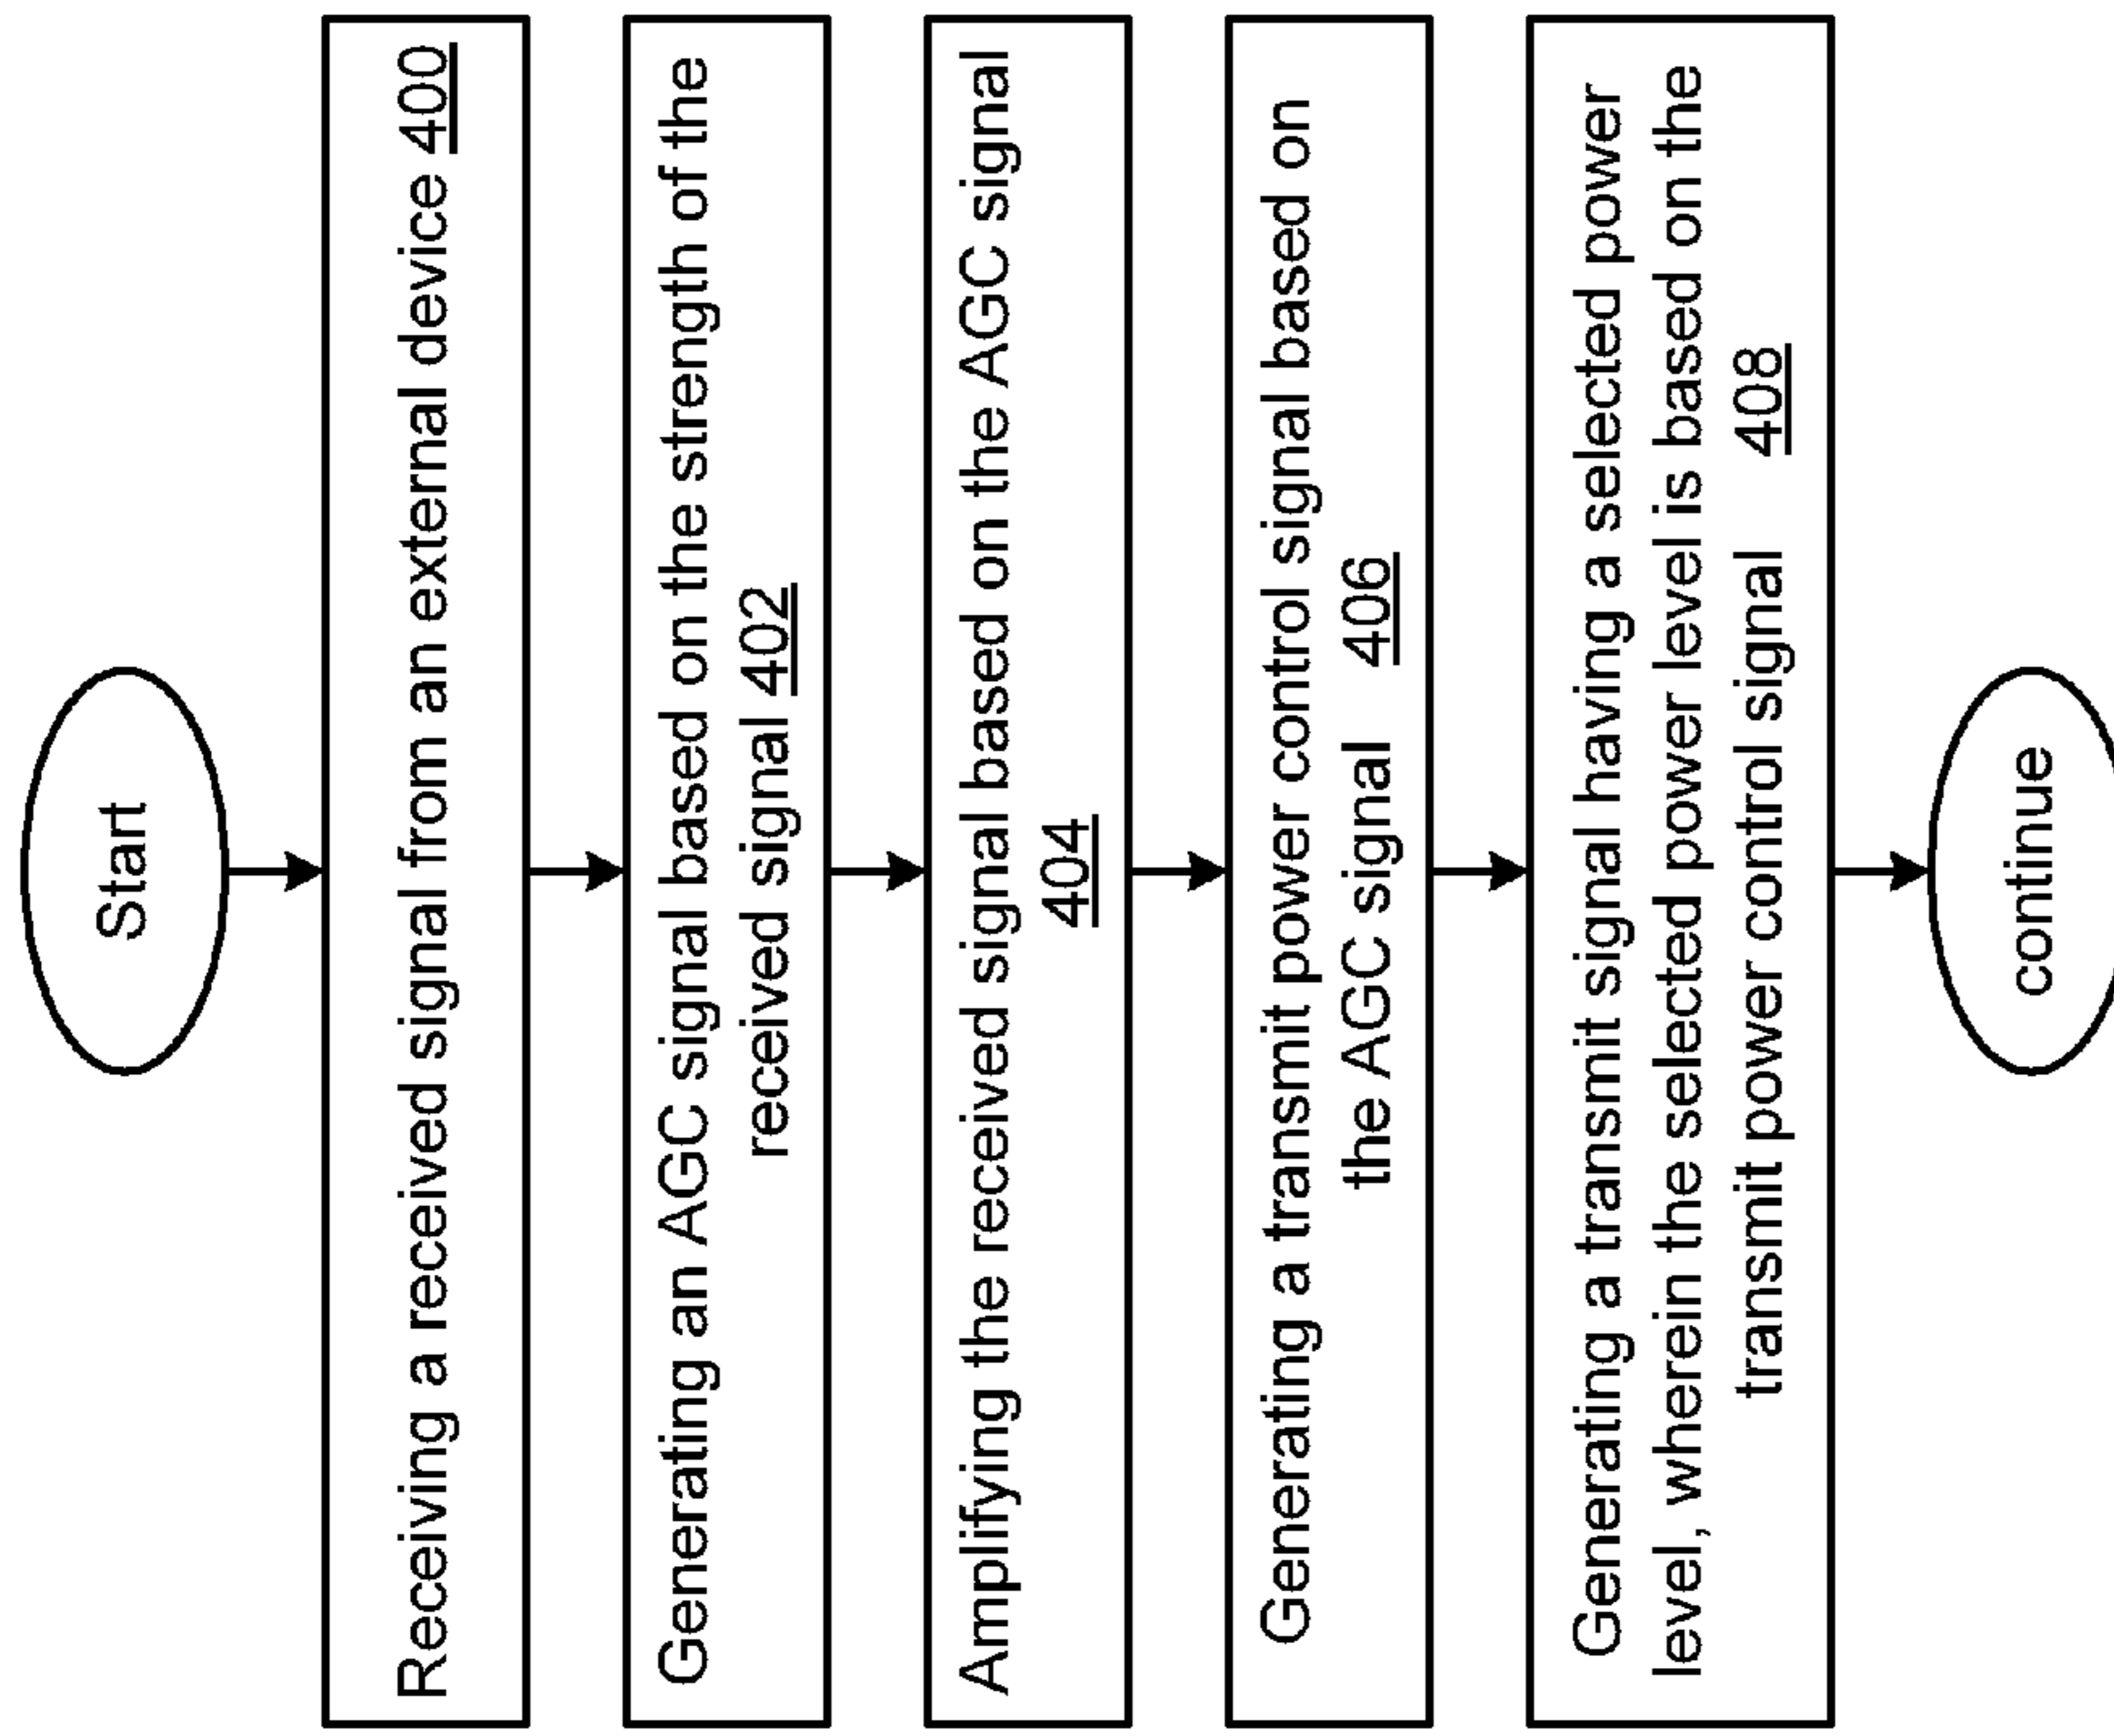 Start
Receiving a received signal from an external device 400
Generating an AGC signal based on the strength of the
received signal 402
Amplifying the received signal based on the AGC signal
404
Generating a transmit power control signal based on
the AGC signal 406
Generating a transmit signal having a selected power
level, wherein the selected power level is based on the
transmit power control signal 408
continue